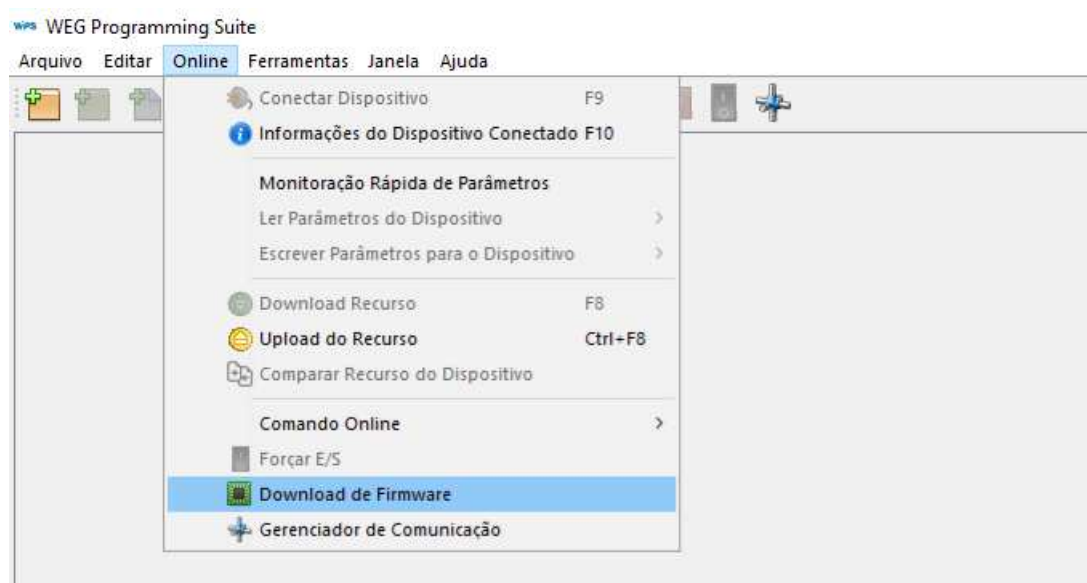 WPS WEG Programming Suite
Arquivo Editar Online Ferramentas Janela Ajuda
Conectar Dispositivo F9
Informações do Dispositivo Conectado F10
Monitoração Rápida de Parâmetros
Ler Parâmetros do Dispositivo
Escrever Parâmetros para o Dispositivo
Download Recurso F8
Upload do Recurso Ctrl+F8
Comparar Recurso do Dispositivo
Comando Online
Forçar E/S
Download de Firmware
Gerenciador de Comunicação